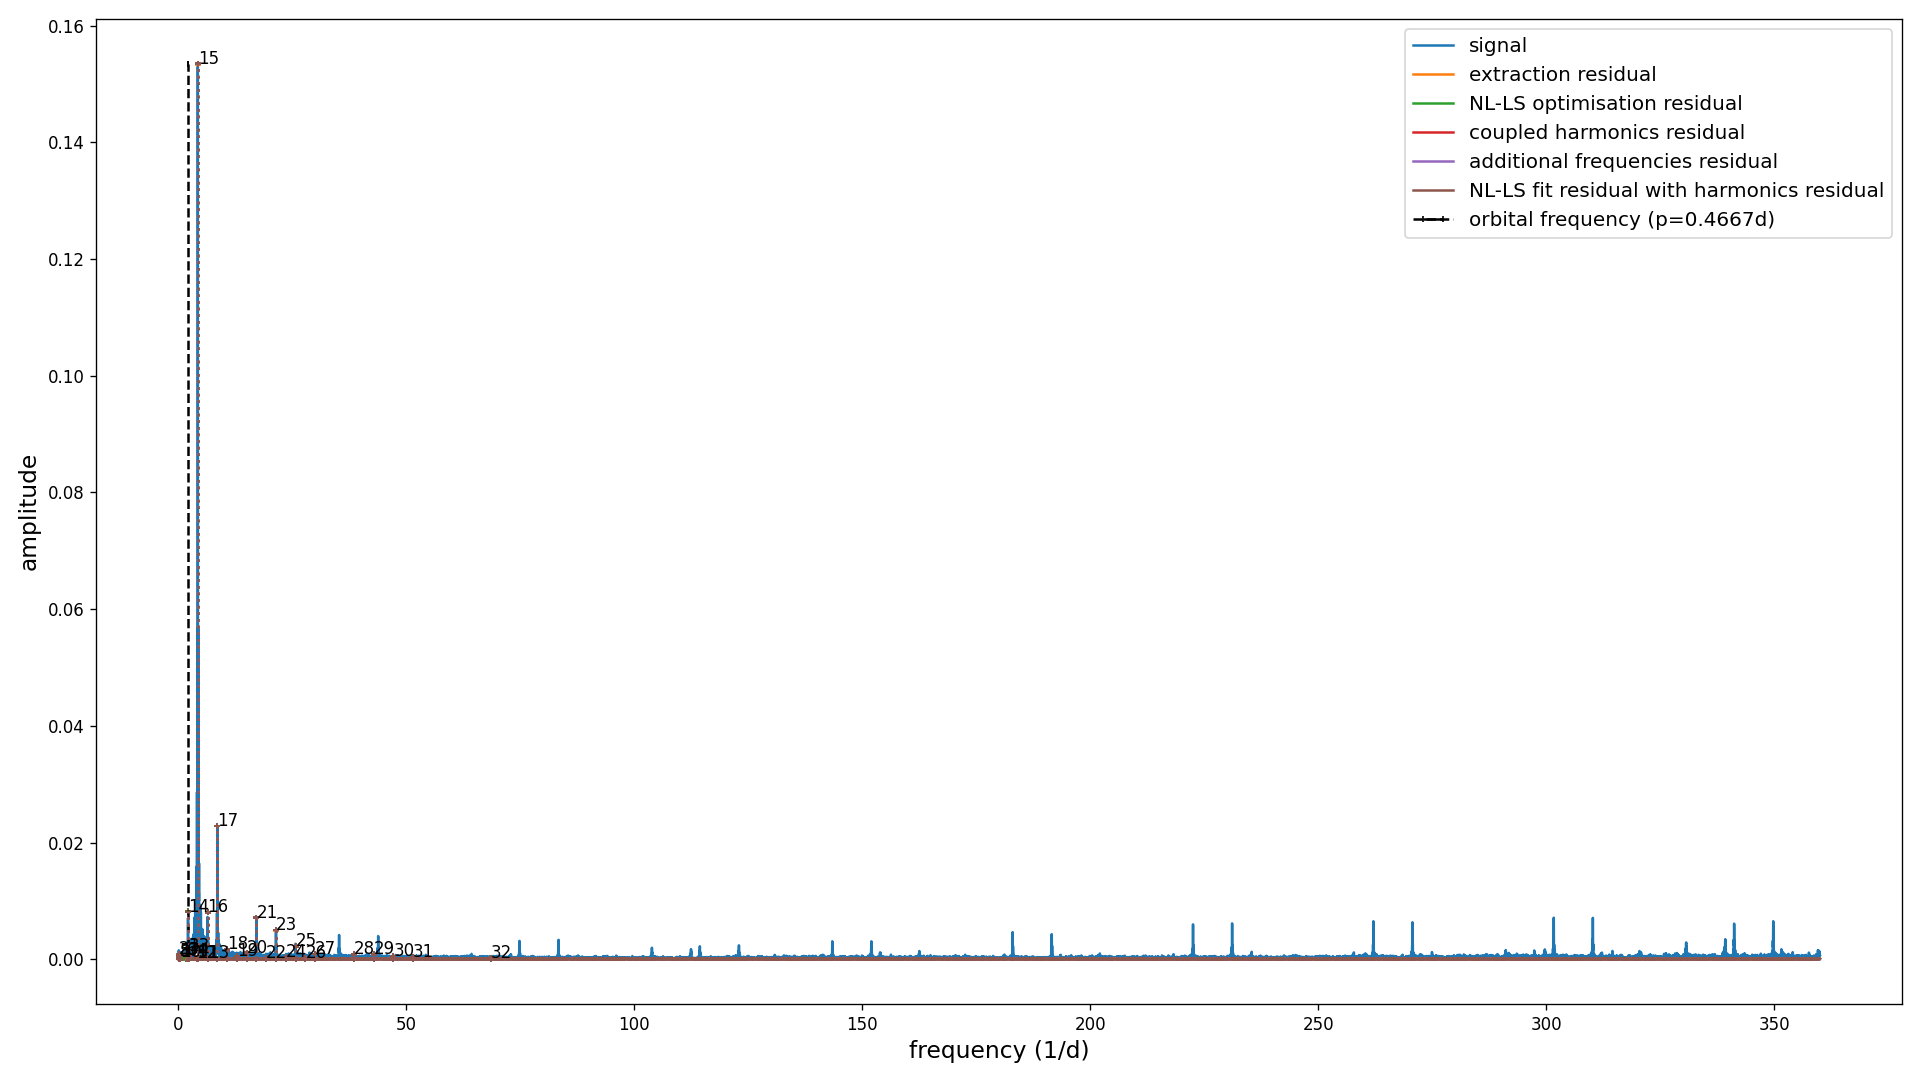 0.16
0.14
0.12
0.10
0.08
0.06
0.04
0.02
0.00
amplitude
signal
extraction residual
NL-LS optimisation residual
coupled harmonics residual
additional frequencies residual
NL-LS fit residual with harmonics residual
orbital frequency (p=0.4667d)
15
17
14 16
21
23
25
18
20
19
22 24 26 27
28 29 30 31 32
13
0 50 100 150 200 250 300 350
frequency (1/d)